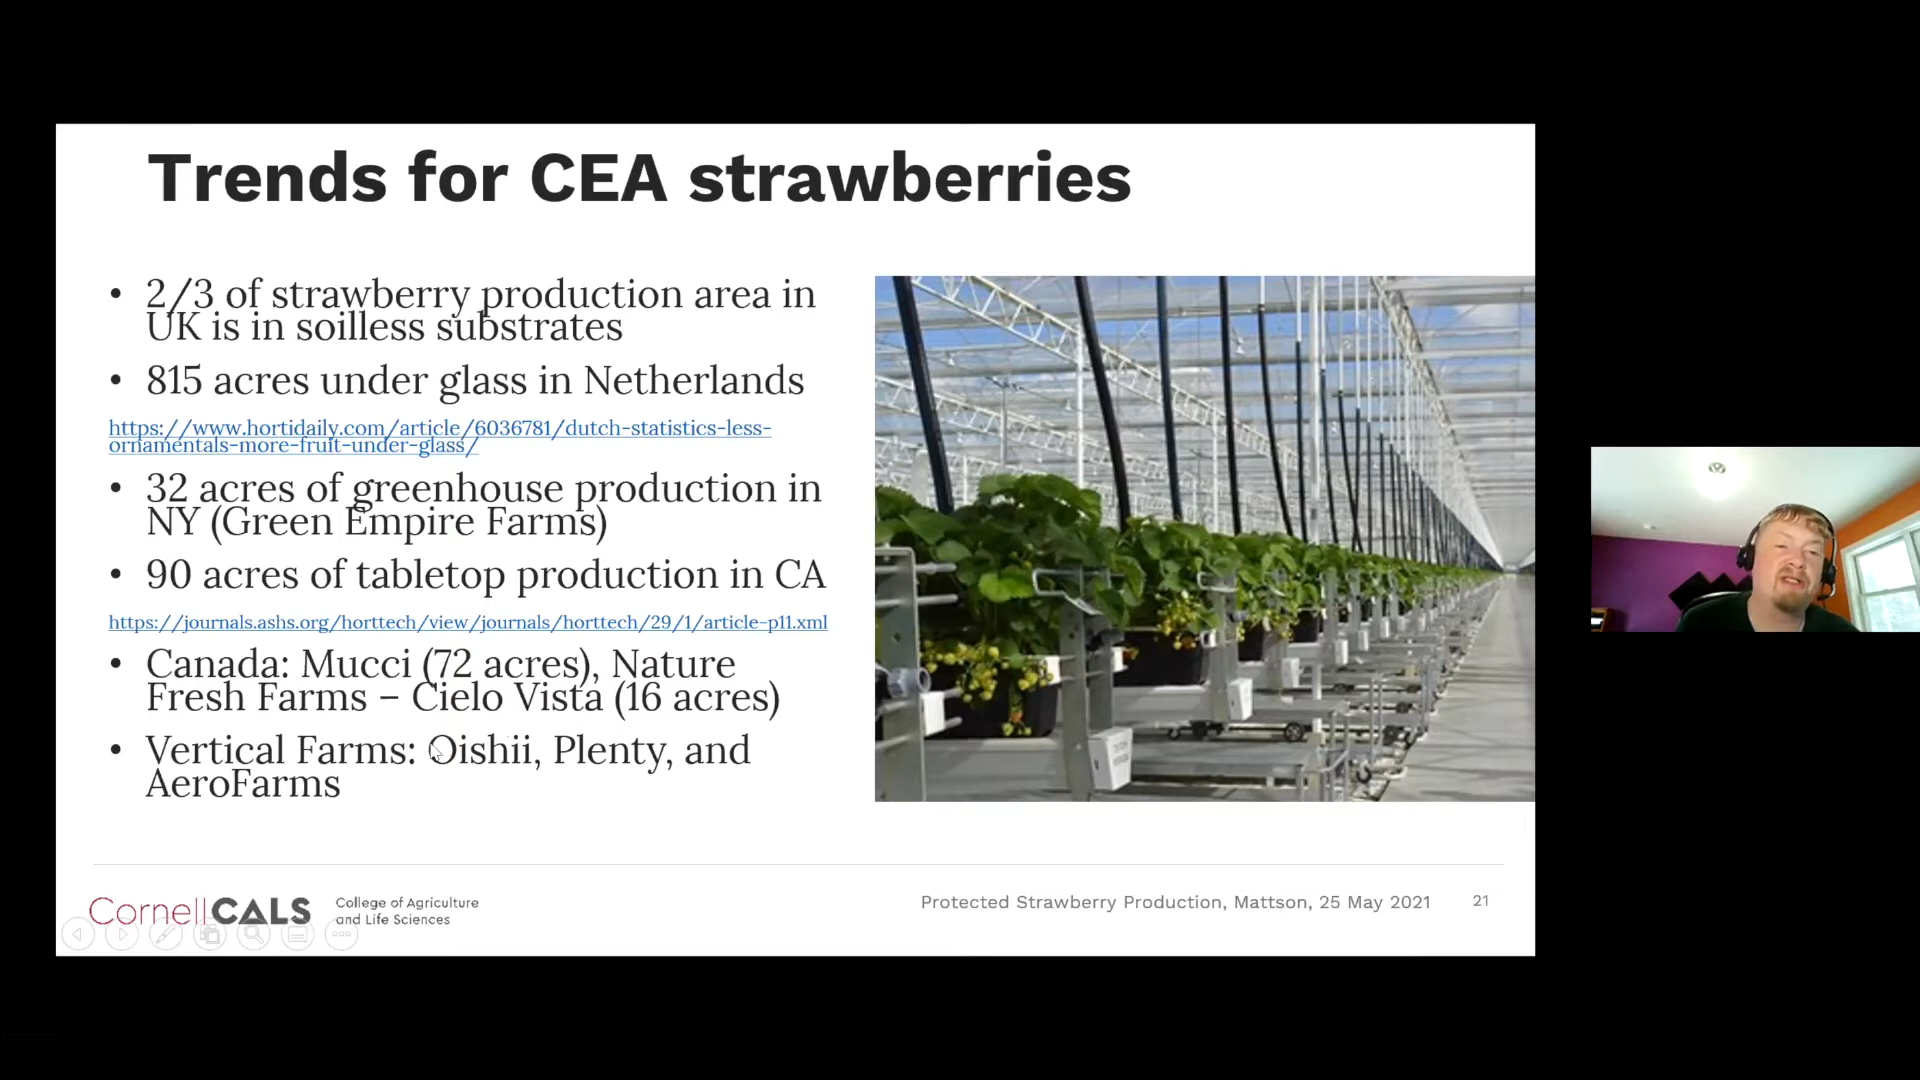 Trends for CEA strawberries
• 2/3 of strawberry production area in
UK is in soilless substrates
• 815 acres under glass in Netherlands
https://www.hortidaily.com/article/6036781/dutch-statistics-less-
ornamentals-more-fruit-under-glass/
• 32 acres of greenhouse production in
NY (Green Empire Farms)
• 90 acres of tabletop production in CA
https://journals.ashs.org/horttech/view/journals/horttech/29/1/article-p11.xml
• Canada: Mucci (72 acres), Nature
Fresh Farms – Cielo Vista (16 acres)
• Vertical Farms: Oishii, Plenty, and
AeroFarms
CornellCALS
College of Agriculture
and Life Sciences
Protected Strawberry Production, Mattson, 25 May 2021
21